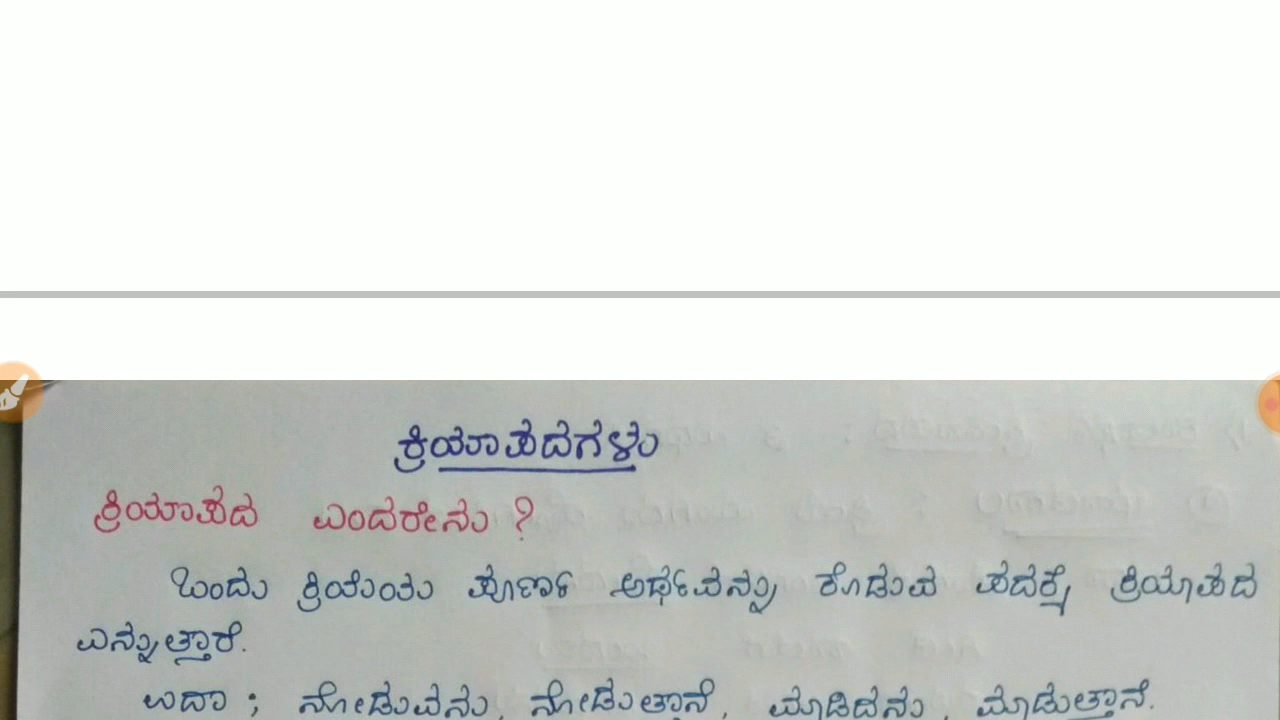 ಕ್ರಿಯಾಪದಗಳು
ಕ್ರಿಯಾಪದ ಎಂದರೇನು ?
ಒಂದು ಕ್ರಿಯೆಯ ಪೂರ್ಣ ಅರ್ಥವನ್ನು ಕೊಡುವ ಪದಕ್ಕೆ ಕ್ರಿಯಾಪದ
ಎನ್ನುತ್ತಾರೆ.
ಉದಾ ; ನೋಡುವನು, ನೋಡುತ್ತಾನೆ, ಮಾಡಿದನು, ಮಾಡುತ್ತಾನೆ.